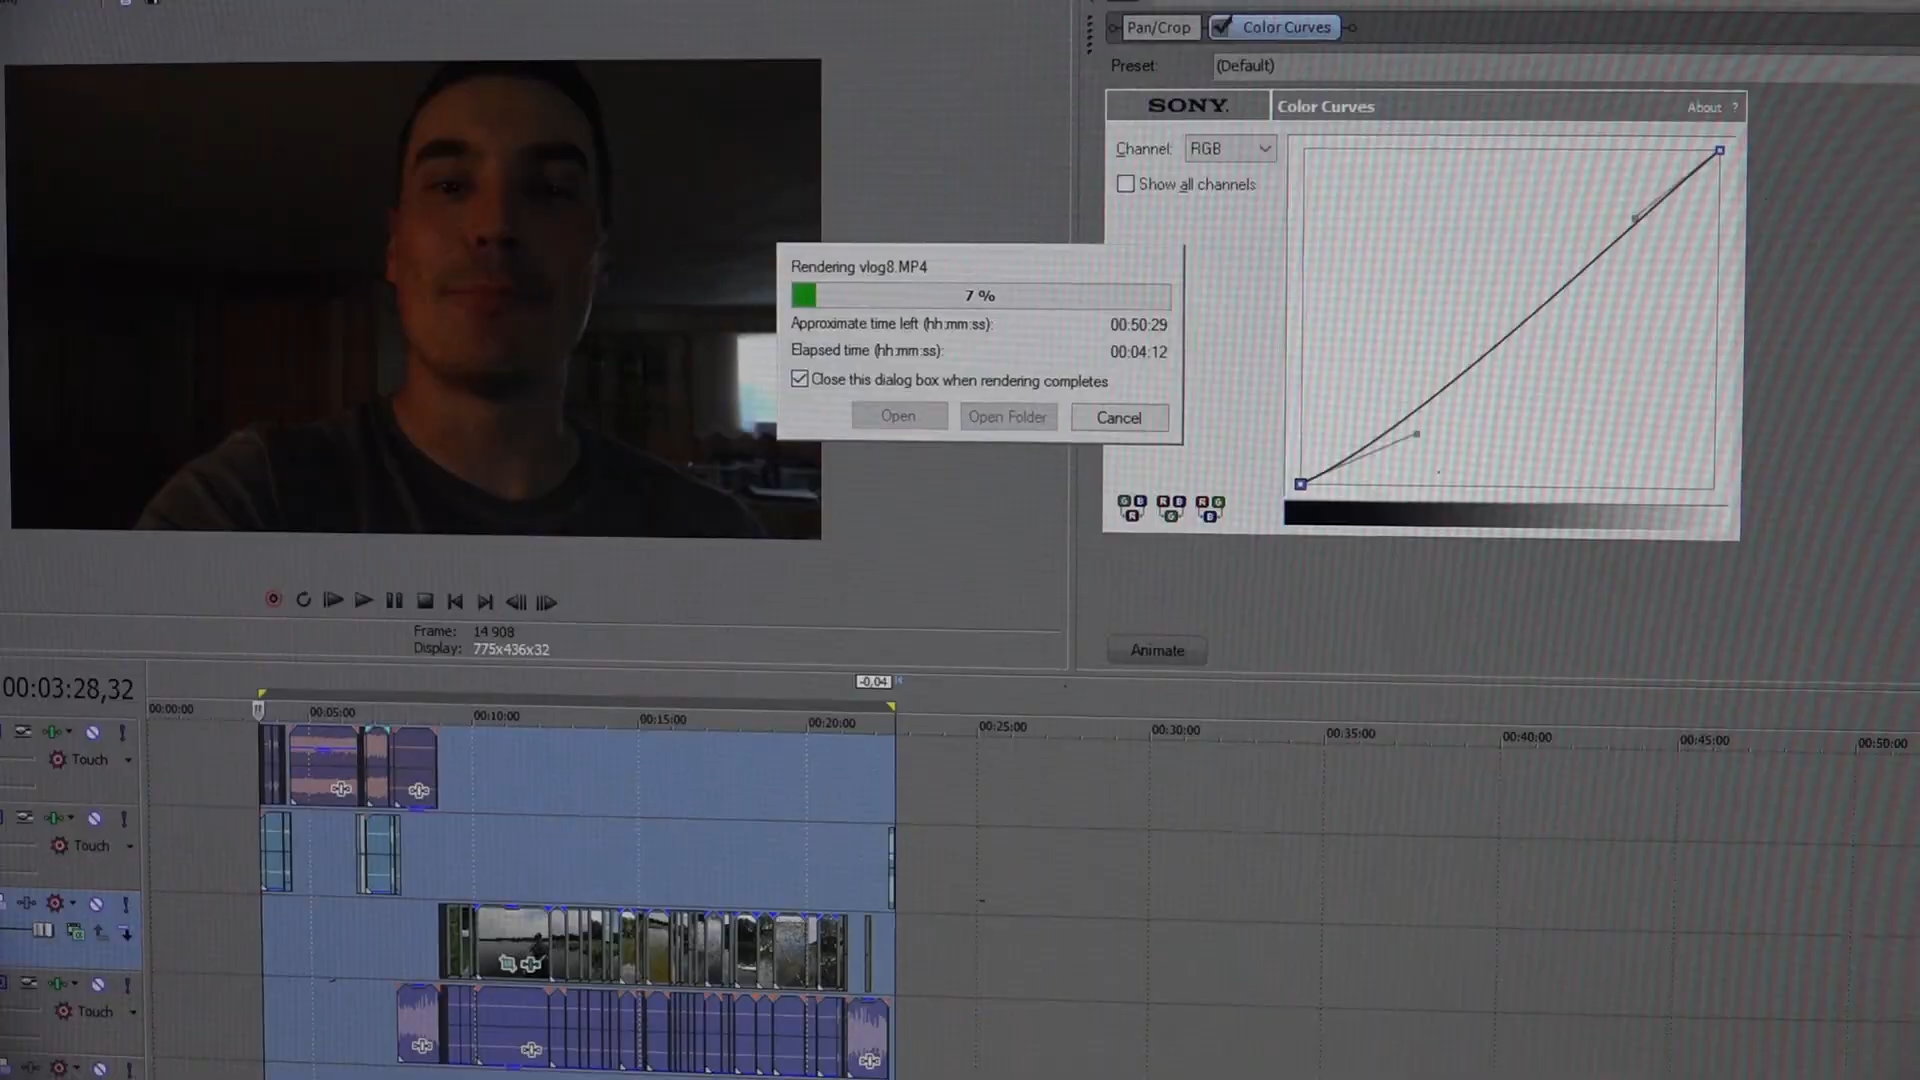 Pan/Crop
Color Curves
Preset:
(Default)
SONY.
Color Curves
About ?
Channel:
RGB
Show all channels
Rendering vlog8.MP4
7 %
Approximate time left (hh:mm:ss):
00:50:29
Elapsed time (hh:mm:ss):
00:04:12
Close this dialog box when rendering completes
Open
Open Folder
Cancel
G B
R
R B
G
R G
B
Frame:
14 908
Display:
775x436x32
Animate
00:03:28,32
-0,04
00:00:00
00:05:00
00:10:00
00:15:00
00:20:00
00:25:00
00:30:00
00:35:00
00:40:00
00:45:00
00:50:00
Touch
Touch
Touch